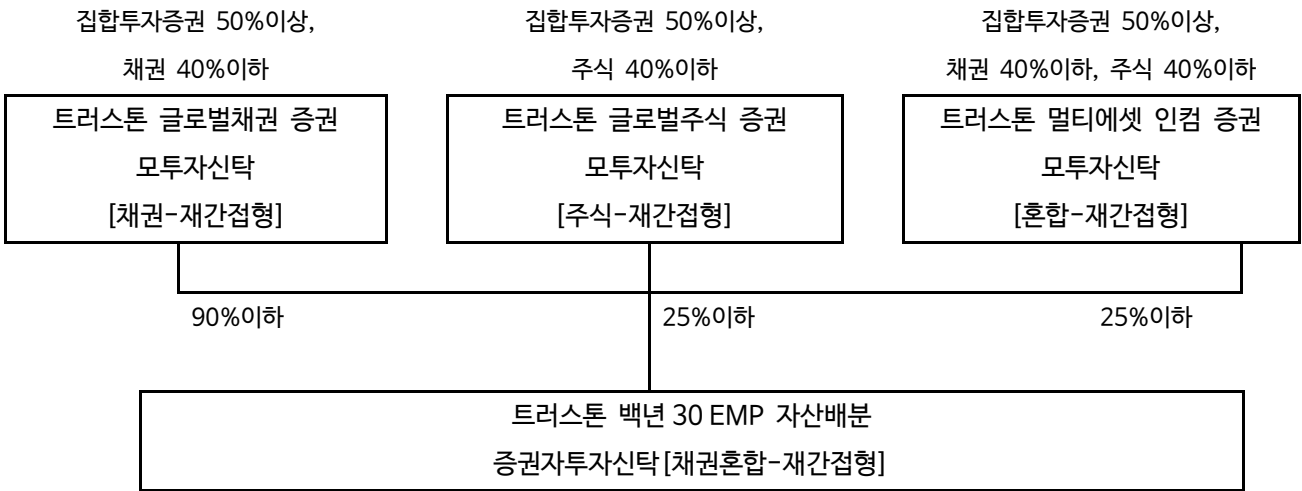 집합투자증권 50%이상,
채권 40%이하
트러스톤 글로벌채권 증권
모투자신탁
[채권-재간접형]
집합투자증권 50%이상,
주식 40%이하
트러스톤 글로벌주식 증권
모투자신탁
[주식-재간접형]
집합투자증권 50%이상,
채권 40%이하, 주식 40%이하
트러스톤 멀티에셋 인컴 증권
모투자신탁
[혼합-재간접형]
90%이하
25%이하
25%이하
트러스톤 백년 30 EMP 자산배분
증권자투자신탁[채권혼합-재간접형]